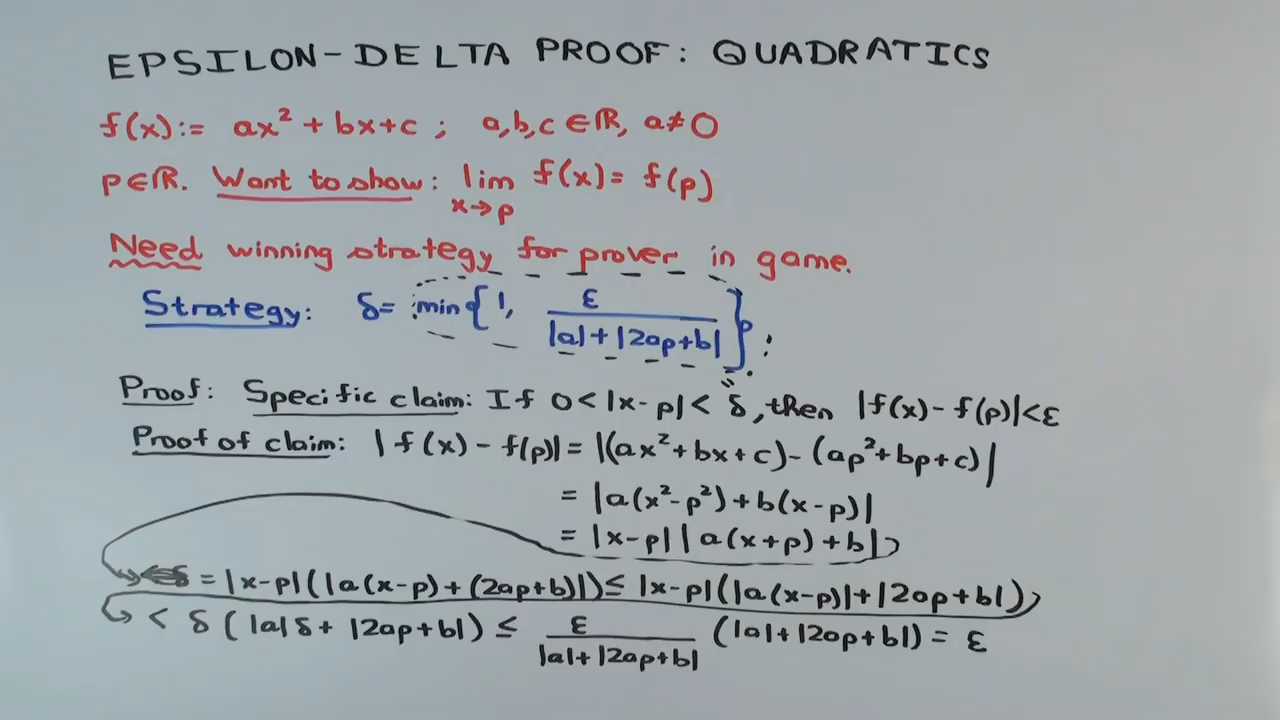 EPSILON-DELTA PROOF: QUADRATICS
f(x):= ax² + bx+c ; a,b,c ∈ ℝ, a≠0
p∈ℝ. Want to show: lim f(x)= f(p)
x→p
Need winning strategy for prover in game.
Strategy: δ= min{1, ε / |a|+|2ap+b| }
Proof: Specific claim: If 0<|x-p|< δ, then |f(x)-f(p)|<ε
Proof of claim: |f(x)-f(p)|= |(ax²+bx+c)-(ap²+bp+c)|
= |a(x²-p²)+b(x-p)|
= |x-p||a(x+p)+b|
= |x-p|(|a(x-p)+(2ap+b)|) ≤ |x-p|(|a(x-p)|+|2ap+b|)
< δ(|a|δ+ |2ap+b|) ≤ ε / |a|+|2ap+b| (|a|+|2ap+b|) = ε